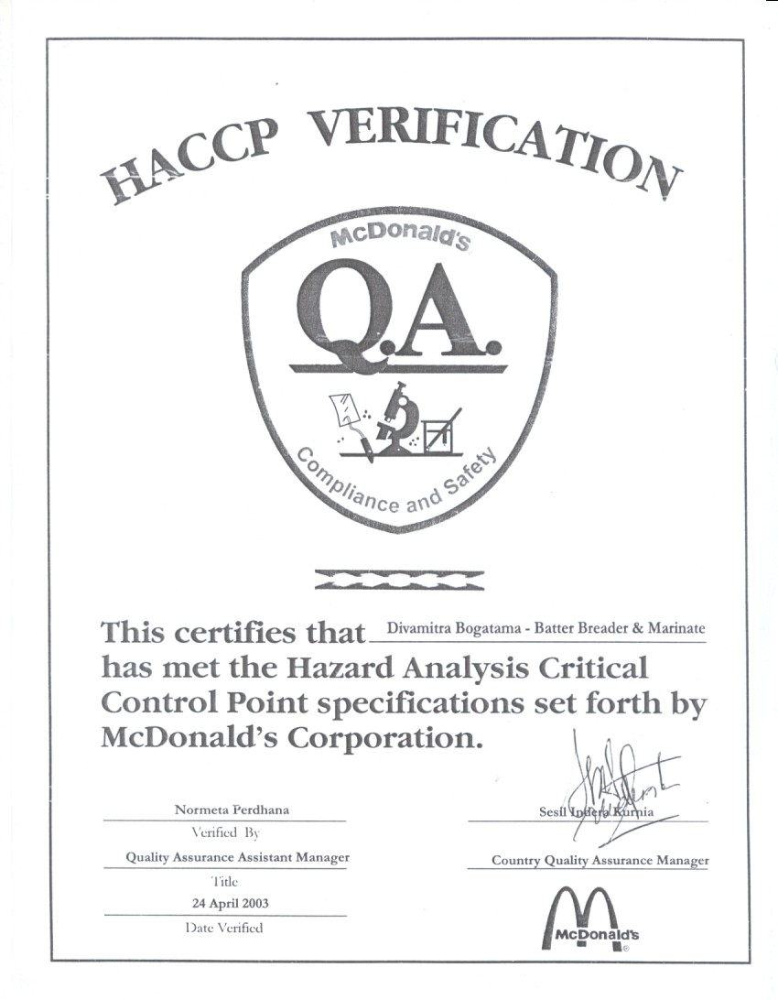 HACCP VERIFICATION
McDonald's
Q.A.
Compliance and Safety
This certifies that Divamitra Bogatama - Batter Breader & Marinate
has met the Hazard Analysis Critical
Control Point specifications set forth by
McDonald's Corporation.
Normeta Perdhana
Verified By
Quality Assurance Assistant Manager
Title
24 April 2003
Date Verified
Sesil Indera Kurnia
Country Quality Assurance Manager
McDonald's
®